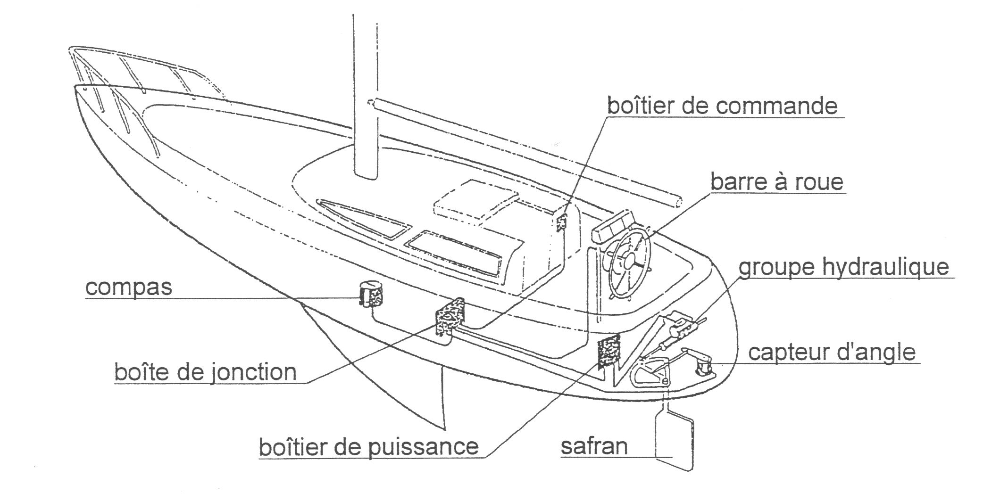 boîtier de commande
barre à roue
groupe hydraulique
compas
capteur d'angle
boîte de jonction
boîtier de puissance
safran